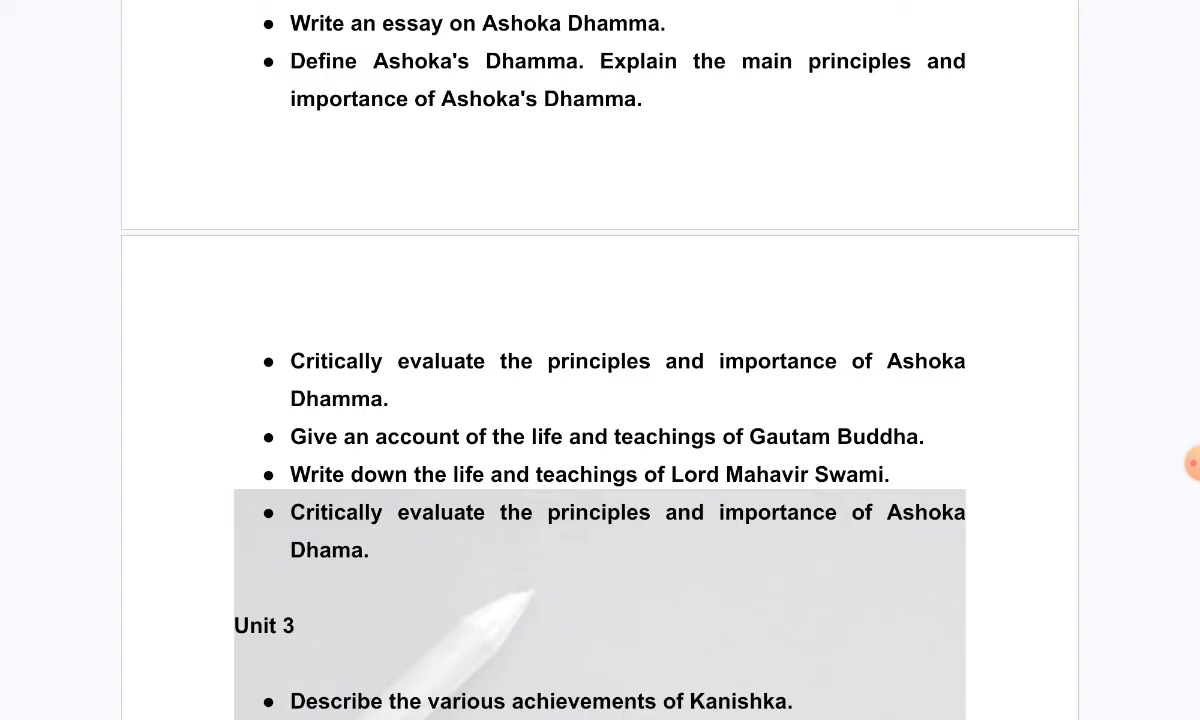 ● Write an essay on Ashoka Dhamma.
● Define Ashoka's Dhamma. Explain the main principles and
importance of Ashoka's Dhamma.
● Critically evaluate the principles and importance of Ashoka
Dhamma.
● Give an account of the life and teachings of Gautam Buddha.
● Write down the life and teachings of Lord Mahavir Swami.
● Critically evaluate the principles and importance of Ashoka
Dhama.
Unit 3
● Describe the various achievements of Kanishka.